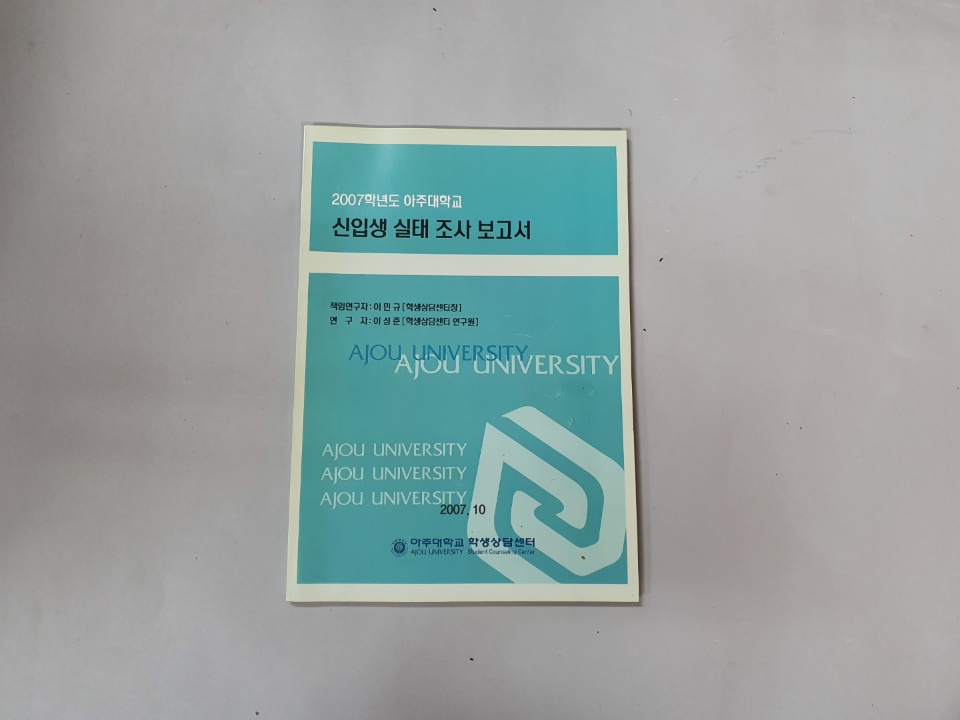 2007학년도 아주대학교
신입생 실태 조사 보고서
책임연구자 : 이 민 규 [학생상담센터장]
연 구 자 : 이 성 준 [학생상담센터 연구원]
AJOU UNIVERSITY
AJOU UNIVERSITY
AJOU UNIVERSITY
AJOU UNIVERSITY
AJOU UNIVERSITY
2007. 10
아주대학교 학생상담센터
AJOU UNIVERSITY Student Counseling Center